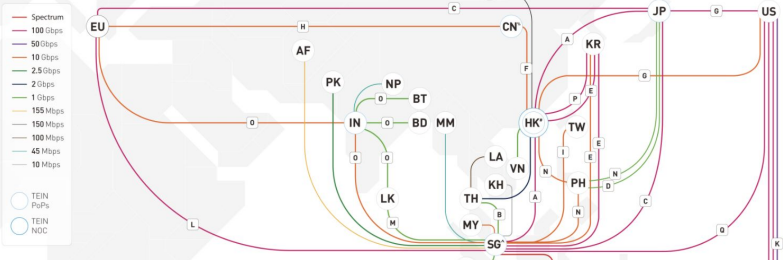 Spectrum
100 Gbps
50 Gbps
10 Gbps
2.5 Gbps
2 Gbps
1 Gbps
155 Mbps
150 Mbps
100 Mbps
45 Mbps
10 Mbps
TEIN
PoPs
TEIN
NOC
C
JP
G
US
EU
H
CN*
A
KR
AF
F
G
PK
NP
E
P
O
BT
O
IN
O
BD
MM
HK*
TW
O
O
LA
VN
I
E
E
KH
N
PH
N
D
LK
TH
A
C
M
B
N
L
MY
SG*
Q
K